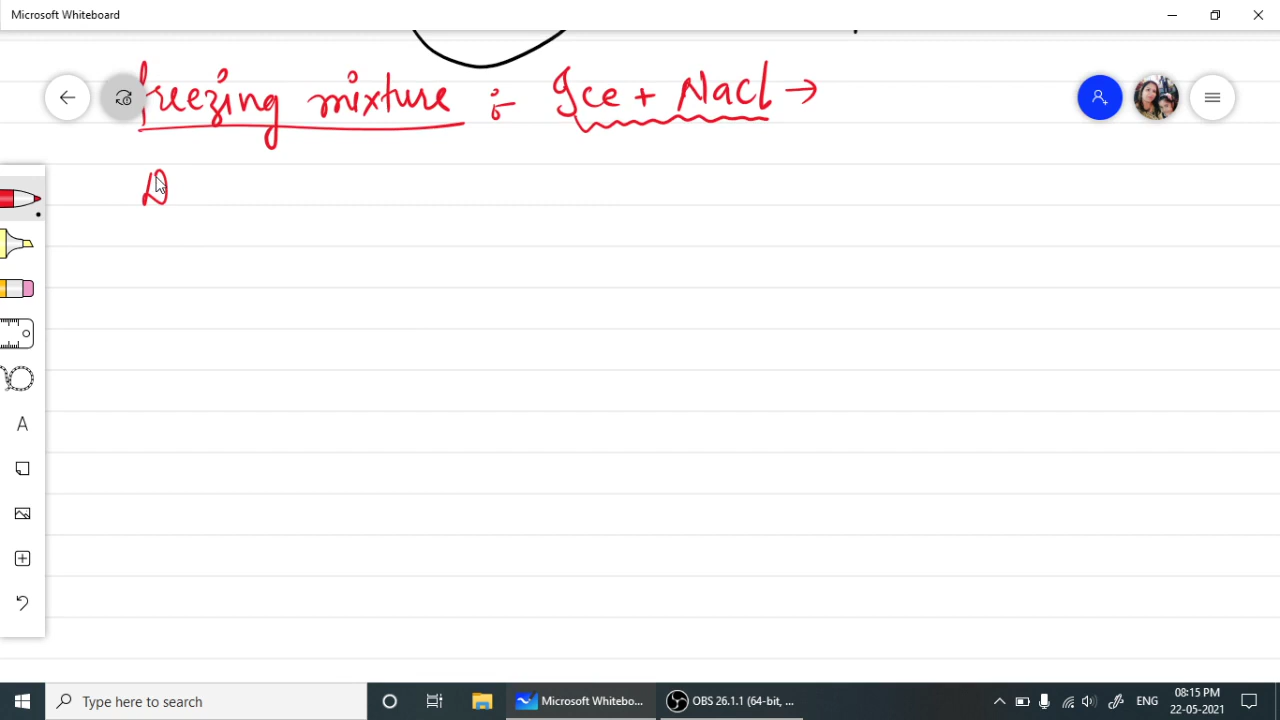 Microsoft Whiteboard
freezing mixture :- Ice + NaCl →
D
A
Type here to search
Microsoft Whitebo...
OBS 26.1.1 (64-bit, ...
ENG
08:15 PM
22-05-2021